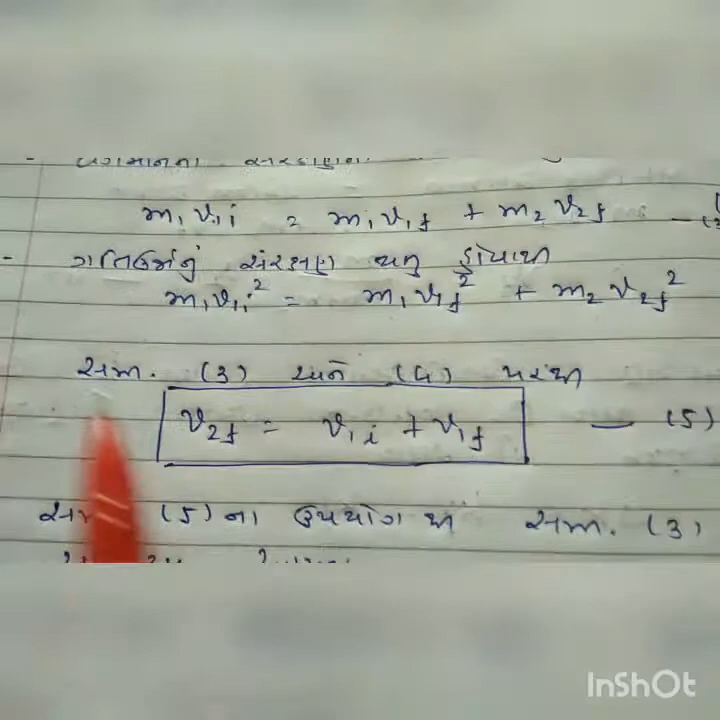 m₁v₁i = m₁v₁f + m₂v₂f — (3
- ગતિઊર્જાનું સંરક્ષણ થતુ હોવાથી
m₁v₁i² = m₁v₁f² + m₂v₂f²
સમી. (3) અને (4) પરથી
v₂f = v₁i + v₁f — (5)
(5) ના ઉપયોગ થી સમી. (3)
InShOt